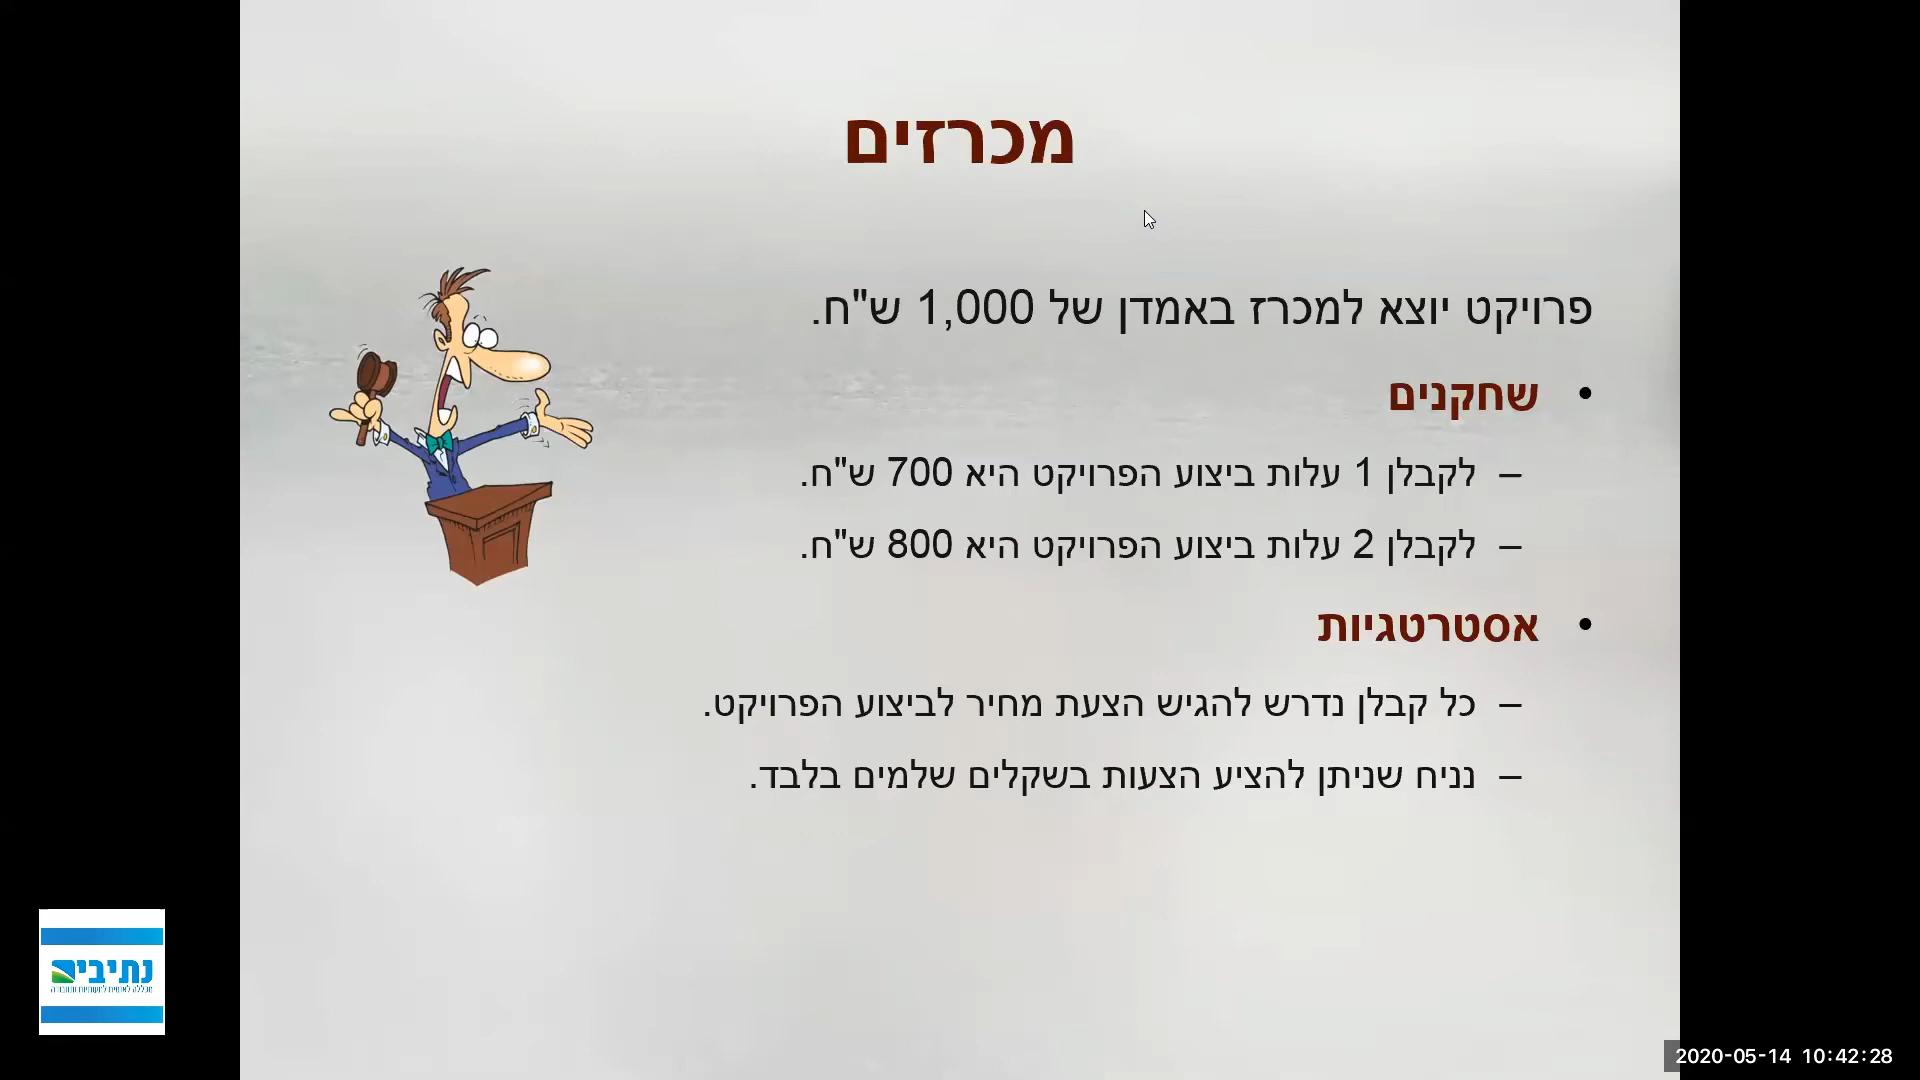 מכרזים
פרויקט יוצא למכרז באמדן של 1,000 ש"ח.
• שחקנים
– לקבלן 1 עלות ביצוע הפרויקט היא 700 ש"ח.
– לקבלן 2 עלות ביצוע הפרויקט היא 800 ש"ח.
• אסטרטגיות
– כל קבלן נדרש להגיש הצעת מחיר לביצוע הפרויקט.
– נניח שניתן להציע הצעות בשקלים שלמים בלבד.
2020-05-14 10:42:28